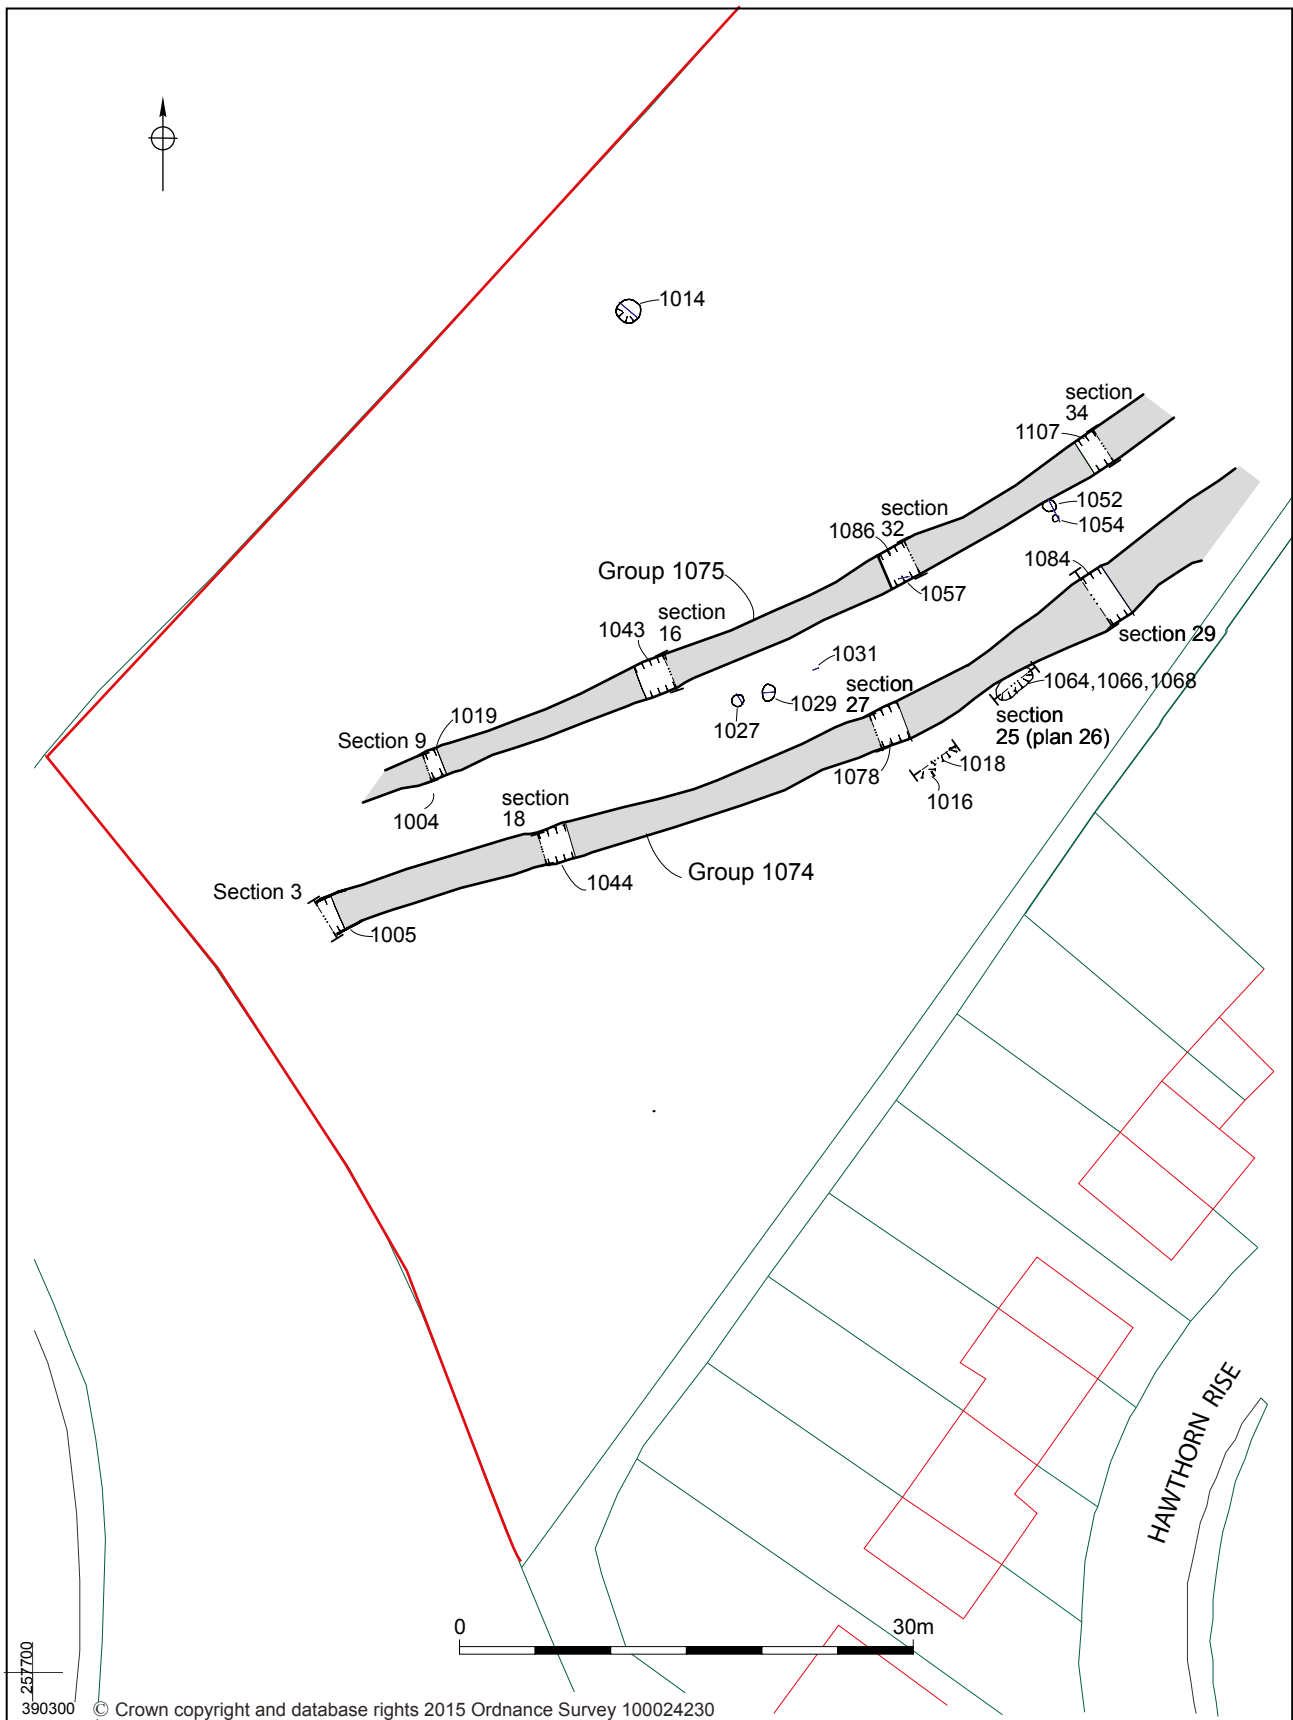 1014
section
34
1107
1052
1054
section
32
1086
1084
Group 1075
1057
section
16
1043
section 29
1031
1064,1066,1068
section
27
1029
1027
section
25 (plan 26)
1019
Section 9
1018
1078
1016
section
18
1004
Group 1074
1044
Section 3
1005
HAWTHORN RISE
0
30m
257700
390300
© Crown copyright and database rights 2015 Ordnance Survey 100024230